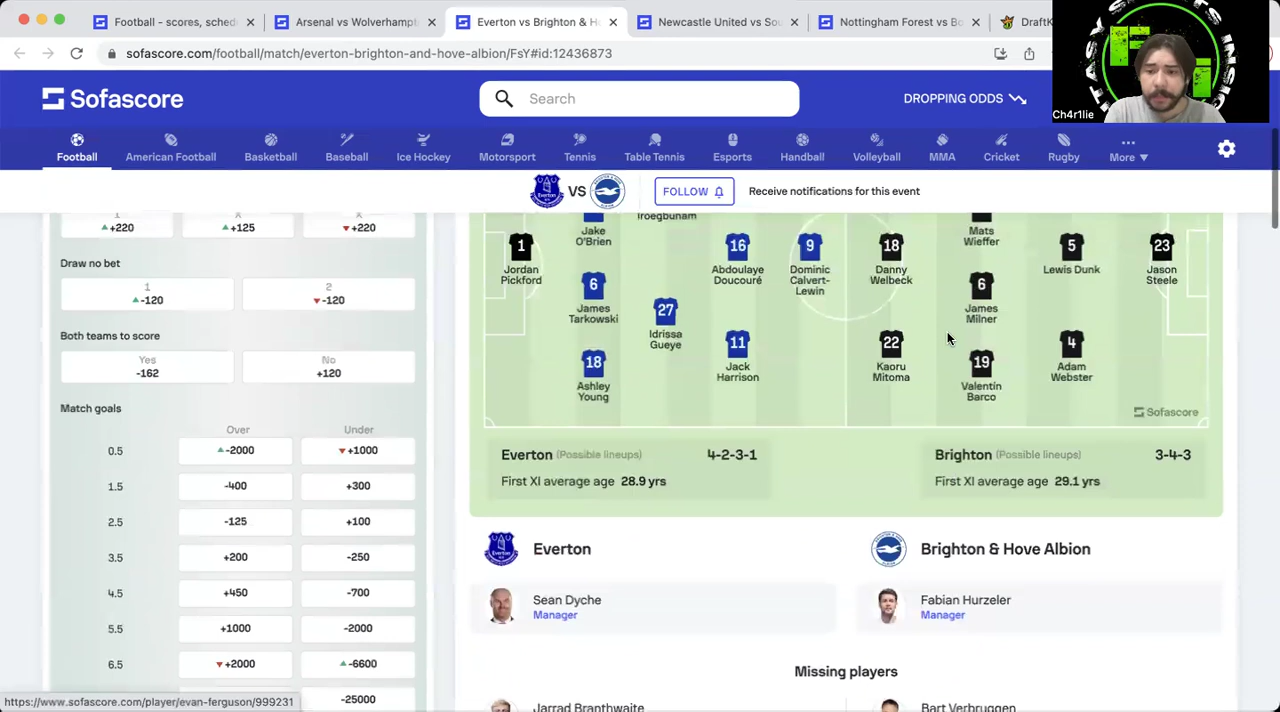 Football - scores, sched
Arsenal vs Wolverhampt
Everton vs Brighton & H
Newcastle United vs Sou
Nottingham Forest vs Bo
DraftK
sofascore.com/football/match/everton-brighton-and-hove-albion/FsY#id:12436873
Ch4r1lie
Sofascore
Search
DROPPING ODDS
Football
American Football
Basketball
Baseball
Ice Hockey
Motorsport
Tennis
Table Tennis
Esports
Handball
Volleyball
MMA
Cricket
Rugby
More
VS
FOLLOW
Receive notifications for this event
+220
+125
+220
Draw no bet
1
-120
2
-120
Both teams to score
Yes
-162
No
+120
Match goals
Over
Under
0.5
-2000
+1000
1.5
-400
+300
2.5
-125
+100
3.5
+200
-250
4.5
+450
-700
5.5
+1000
-2000
6.5
+2000
-6600
-25000
Iroegbunam
Jake
O'Brien
Mats
Wieffer
1
Jordan
Pickford
16
Abdoulaye
Doucouré
9
Dominic
Calvert-
Lewin
18
Danny
Welbeck
5
Lewis Dunk
23
Jason
Steele
6
James
Tarkowski
6
James
Milner
27
Idrissa
Gueye
18
Ashley
Young
11
Jack
Harrison
22
Kaoru
Mitoma
19
Valentín
Barco
4
Adam
Webster
Sofascore
Everton (Possible lineups) 4-2-3-1
First XI average age 28.9 yrs
Brighton (Possible lineups) 3-4-3
First XI average age 29.1 yrs
Everton
Brighton & Hove Albion
Sean Dyche
Manager
Fabian Hurzeler
Manager
Missing players
Jarrad Branthwaite
Bart Verbruggen
https://www.sofascore.com/player/evan-ferguson/999231